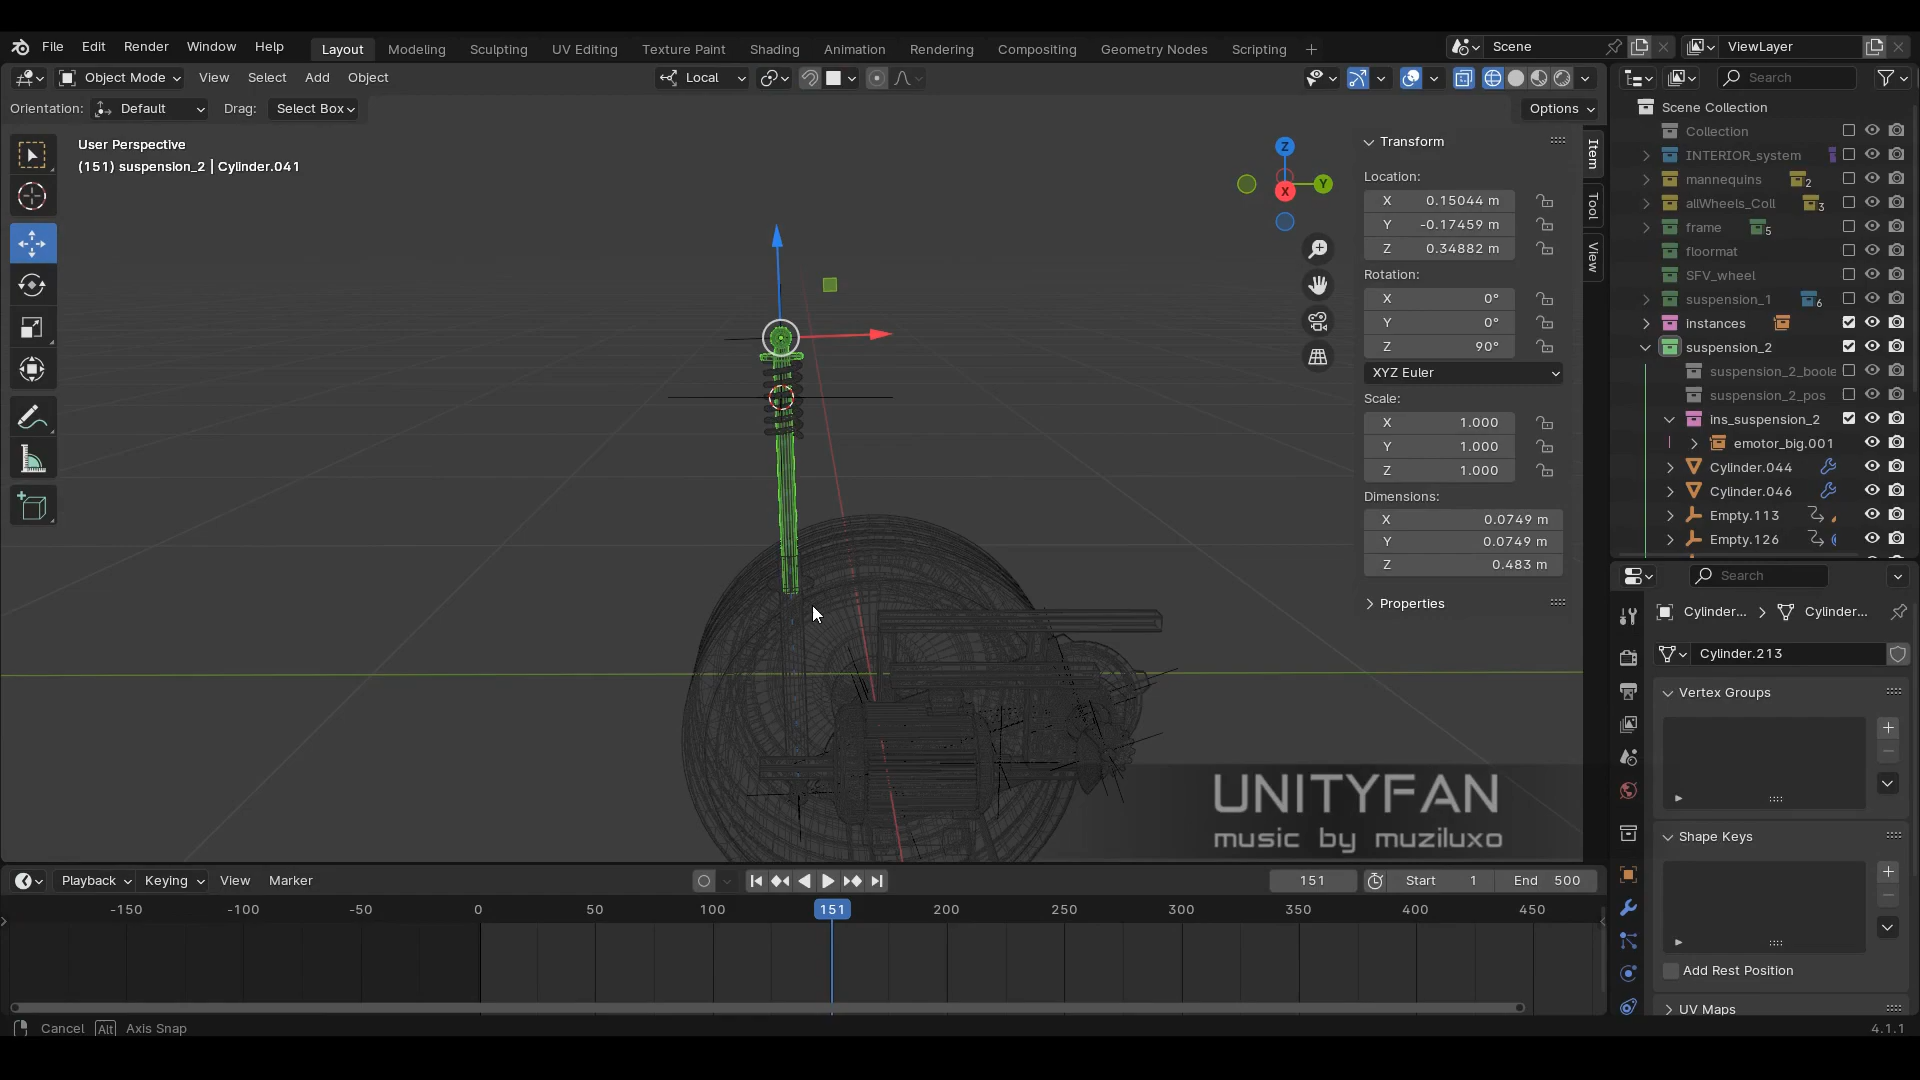 File Edit Render Window Help
Layout Modeling Sculpting UV Editing Texture Paint Shading Animation Rendering Compositing Geometry Nodes Scripting +
Scene
ViewLayer
Object Mode View Select Add Object
Local
Search
Orientation: Default Drag: Select Box
Options
User Perspective
(151) suspension_2 | Cylinder.041
Z
Y
X
Item
Tool
View
Transform
Location:
X 0.15044 m
Y -0.17459 m
Z 0.34882 m
Rotation:
X 0°
Y 0°
Z 90°
XYZ Euler
Scale:
X 1.000
Y 1.000
Z 1.000
Dimensions:
X 0.0749 m
Y 0.0749 m
Z 0.483 m
Properties
Scene Collection
Collection
INTERIOR_system
mannequins 2
allWheels_Coll 3
frame 5
floormat
SFV_wheel
suspension_1 6
instances
suspension_2
suspension_2_boole
suspension_2_pos
ins_suspension_2
emotor_big.001
Cylinder.044
Cylinder.046
Empty.113
Empty.126
Search
Cylinder... > Cylinder...
Cylinder.213
Vertex Groups
Shape Keys
Add Rest Position
UV Maps
UNITYFAN
music by muziluxo
Playback Keying View Marker
151 Start 1 End 500
-150 -100 -50 0 50 100 151 200 250 300 350 400 450
Cancel Alt Axis Snap
4.1.1